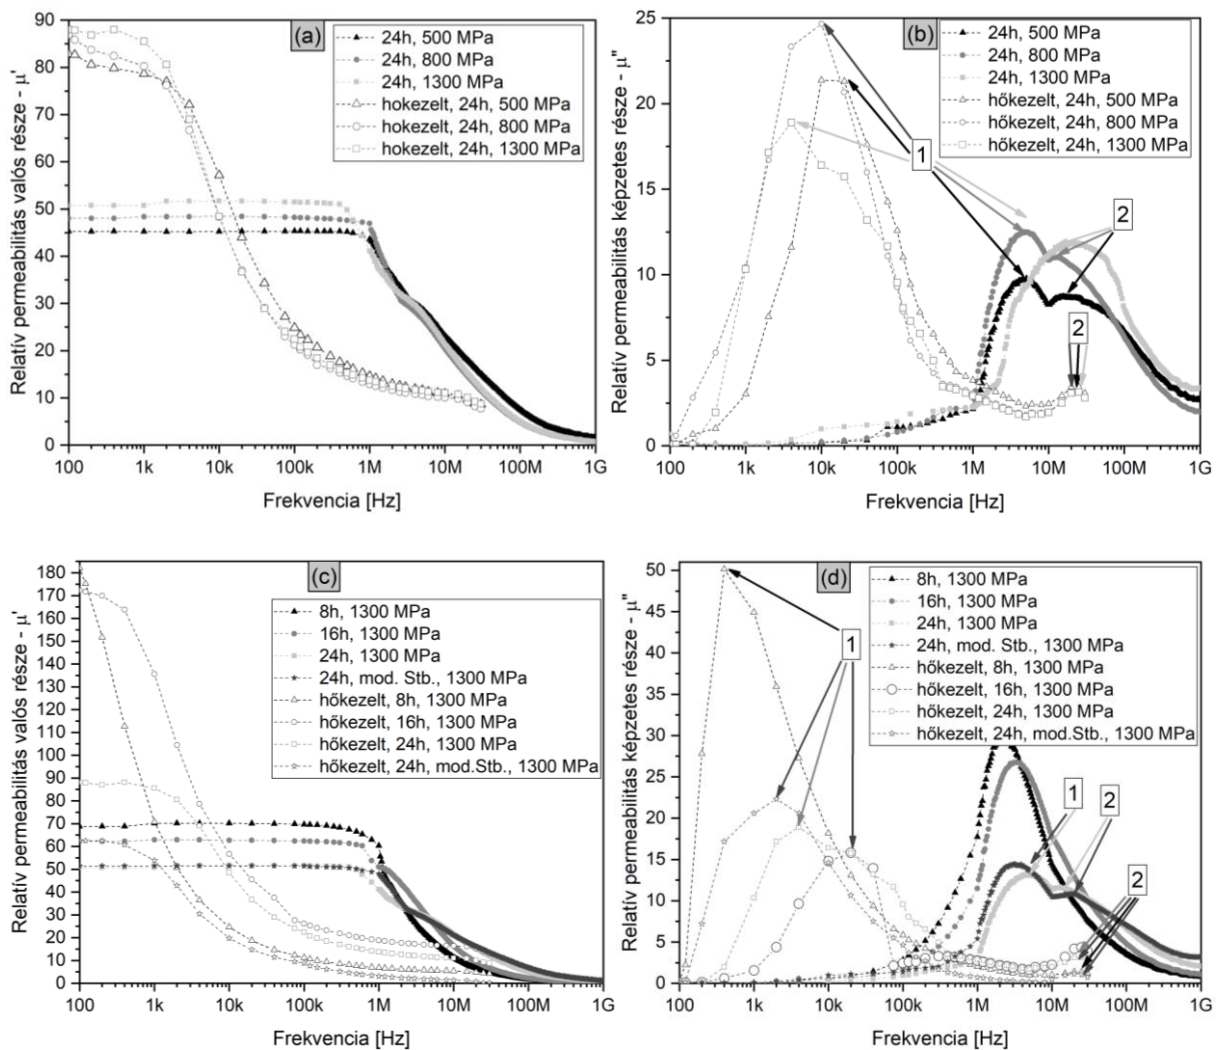 (a)
24h, 500 MPa
24h, 800 MPa
24h, 1300 MPa
hokezelt, 24h, 500 MPa
hokezelt, 24h, 800 MPa
hokezelt, 24h, 1300 MPa
Relatív permeabilitás valós része - µ'
90
80
70
60
50
40
30
20
10
0
100 1k 10k 100k 1M 10M 100M 1G
Frekvencia [Hz]
(b)
24h, 500 MPa
24h, 800 MPa
24h, 1300 MPa
hőkezelt, 24h, 500 MPa
hőkezelt, 24h, 800 MPa
hőkezelt, 24h, 1300 MPa
1
2
2
Relatív permeabilitás képzetes része - µ"
25
20
15
10
5
0
100 1k 10k 100k 1M 10M 100M 1G
Frekvencia [Hz]
(c)
8h, 1300 MPa
16h, 1300 MPa
24h, 1300 MPa
24h, mod. Stb., 1300 MPa
hőkezelt, 8h, 1300 MPa
hőkezelt, 16h, 1300 MPa
hőkezelt, 24h, 1300 MPa
hőkezelt, 24h, mod.Stb., 1300 MPa
Relatív permeabilitás valós része - µ'
180
170
160
150
140
130
120
110
100
90
80
70
60
50
40
30
20
10
0
100 1k 10k 100k 1M 10M 100M 1G
Frekvencia [Hz]
(d)
8h, 1300 MPa
16h, 1300 MPa
24h, 1300 MPa
24h, mod. Stb., 1300 MPa
hőkezelt, 8h, 1300 MPa
hőkezelt, 16h, 1300 MPa
hőkezelt, 24h, 1300 MPa
hőkezelt, 24h, mod.Stb., 1300 MPa
1
1
2
2
Relatív permeabilitás képzetes része - µ"
50
45
40
35
30
25
20
15
10
5
0
100 1k 10k 100k 1M 10M 100M 1G
Frekvencia [Hz]